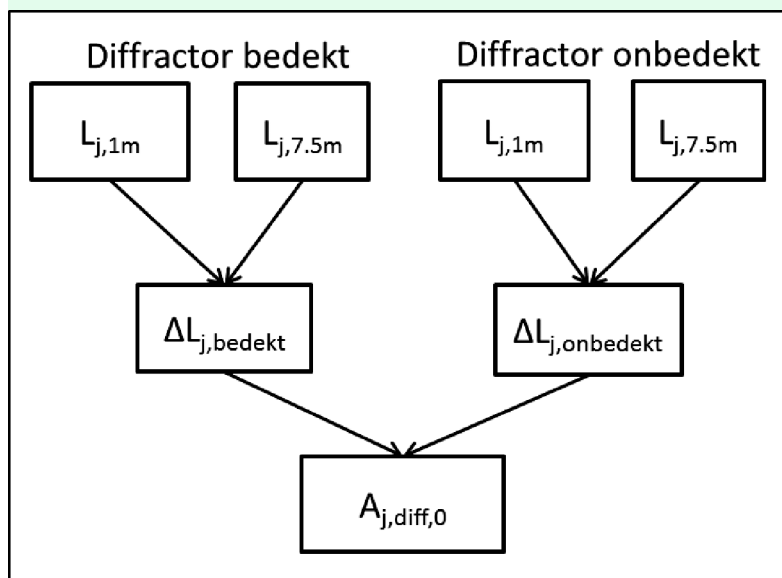 Diffractor bedekt Diffractor onbedekt
L_j,1m L_j,7.5m L_j,1m L_j,7.5m
ΔL_j,bedekt ΔL_j,onbedekt
A_j,diff,0